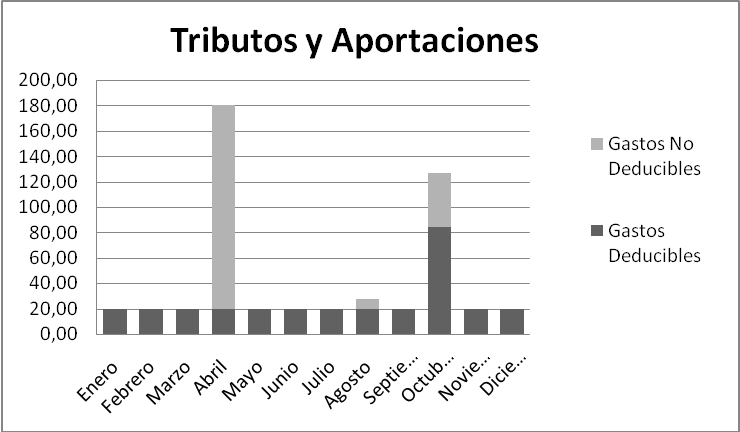 Tributos y Aportaciones
200,00
180,00
160,00
140,00
120,00
100,00
80,00
60,00
40,00
20,00
0,00
Enero
Febrero
Marzo
Abril
Mayo
Junio
Julio
Agosto
Septie...
Octub...
Novie...
Dicie...
Gastos No
Deducibles
Gastos
Deducibles